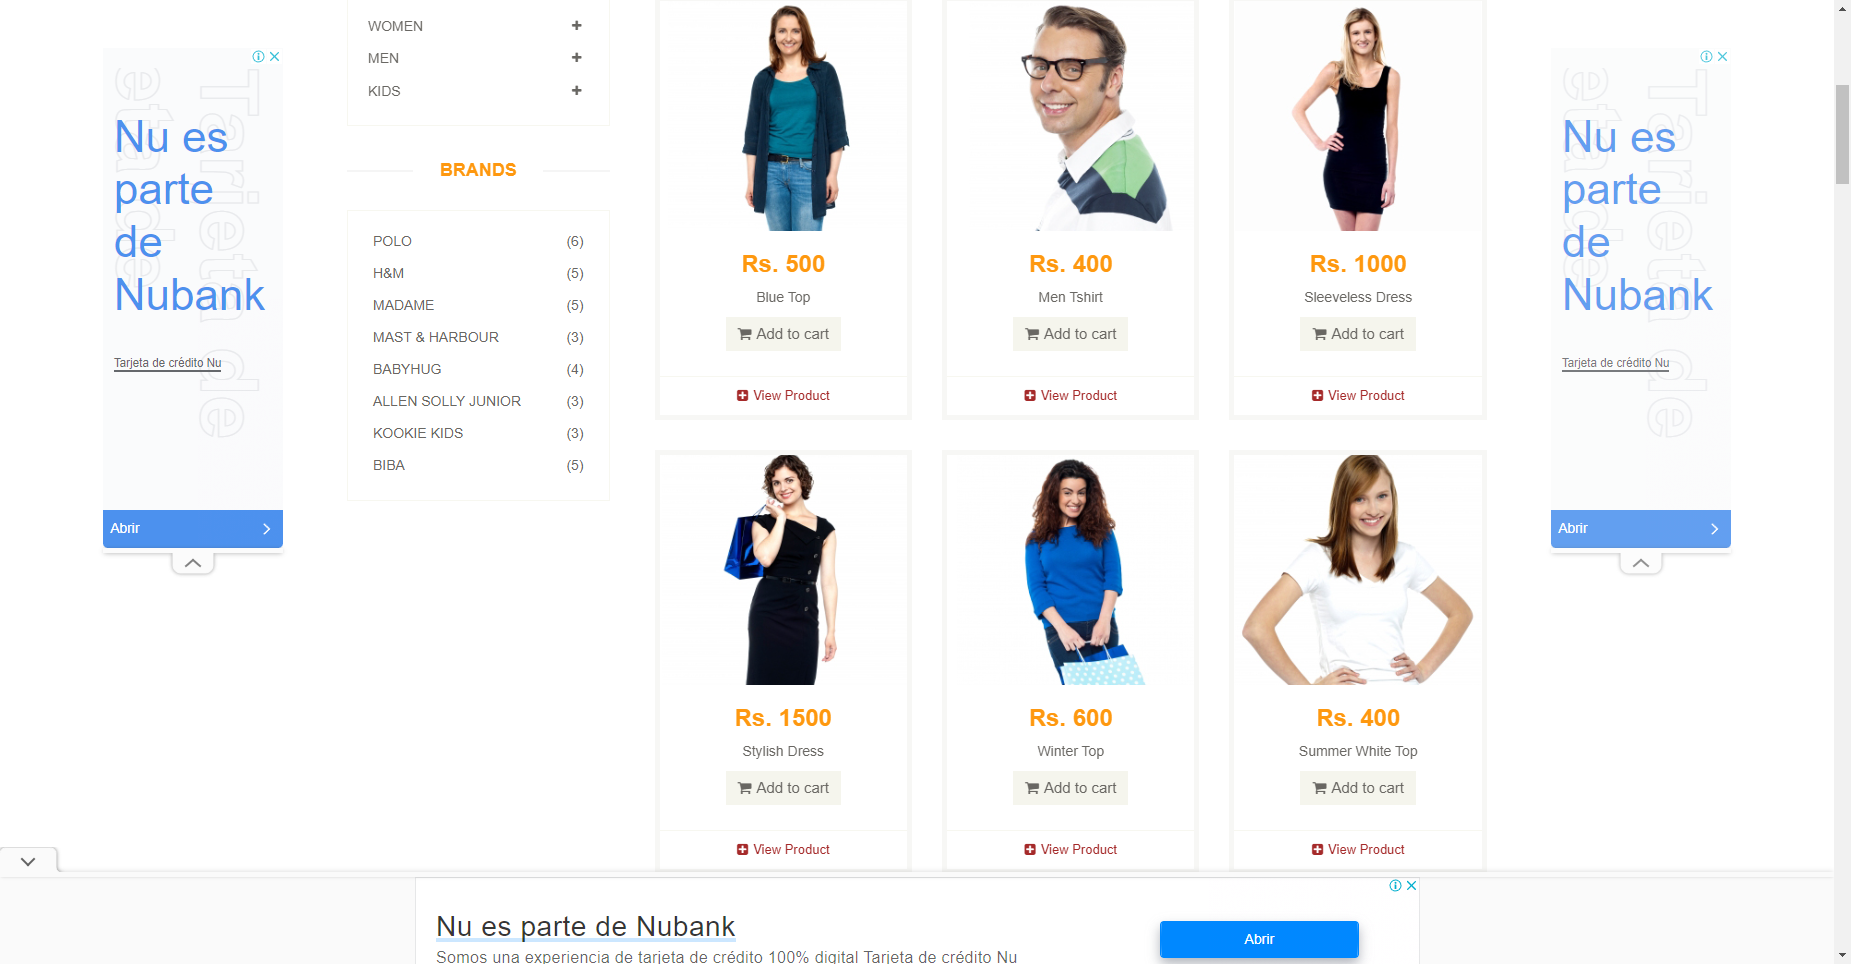 Tarjeta de
Nu es
parte
de
Nubank
Tarjeta de crédito Nu
Abrir
WOMEN
MEN
KIDS
BRANDS
POLO (6)
H&M (5)
MADAME (5)
MAST & HARBOUR (3)
BABYHUG (4)
ALLEN SOLLY JUNIOR (3)
KOOKIE KIDS (3)
BIBA (5)
Rs. 500
Blue Top
Add to cart
View Product
Rs. 400
Men Tshirt
Add to cart
View Product
Rs. 1000
Sleeveless Dress
Add to cart
View Product
Rs. 1500
Stylish Dress
Add to cart
View Product
Rs. 600
Winter Top
Add to cart
View Product
Rs. 400
Summer White Top
Add to cart
View Product
Tarjeta de
Nu es
parte
de
Nubank
Tarjeta de crédito Nu
Abrir
Nu es parte de Nubank
Somos una experiencia de tarjeta de crédito 100% digital Tarjeta de crédito Nu
Abrir